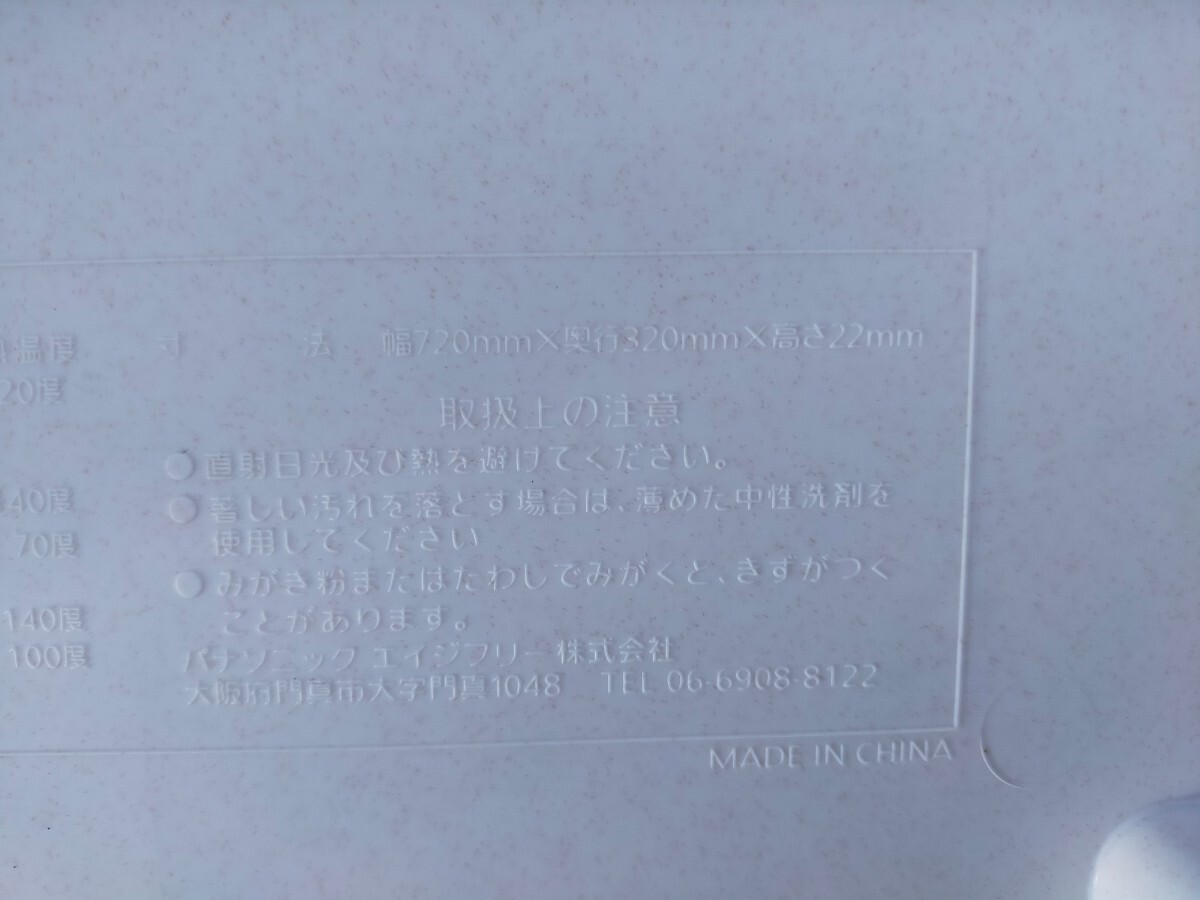 温度
寸 法 幅720mm×奥行320mm×高さ22mm
20度
取扱上の注意
○直射日光及び熱を避けてください。
40度
○著しい汚れを落とす場合は、薄めた中性洗剤を
70度
使用してください
○みがき粉またはたわしでみがくと、きずがつく
140度
ことがあります。
100度
パナソニック エイジフリー株式会社
大阪府門真市大字門真1048 TEL 06-6908-8122
MADE IN CHINA